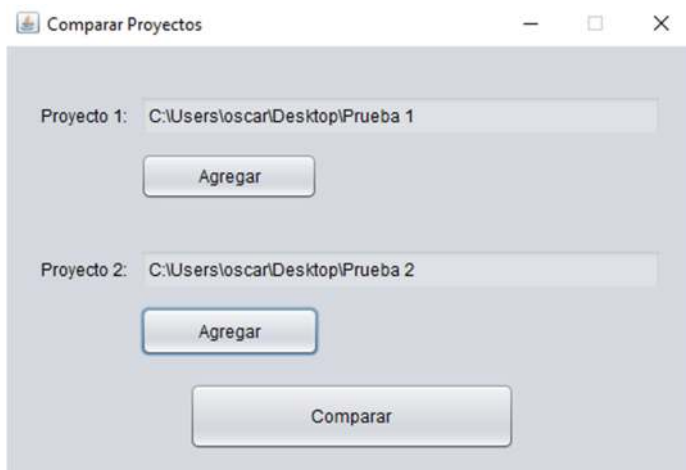 Comparar Proyectos
Proyecto 1: C:\Users\oscar\Desktop\Prueba 1
Agregar
Proyecto 2: C:\Users\oscar\Desktop\Prueba 2
Agregar
Comparar